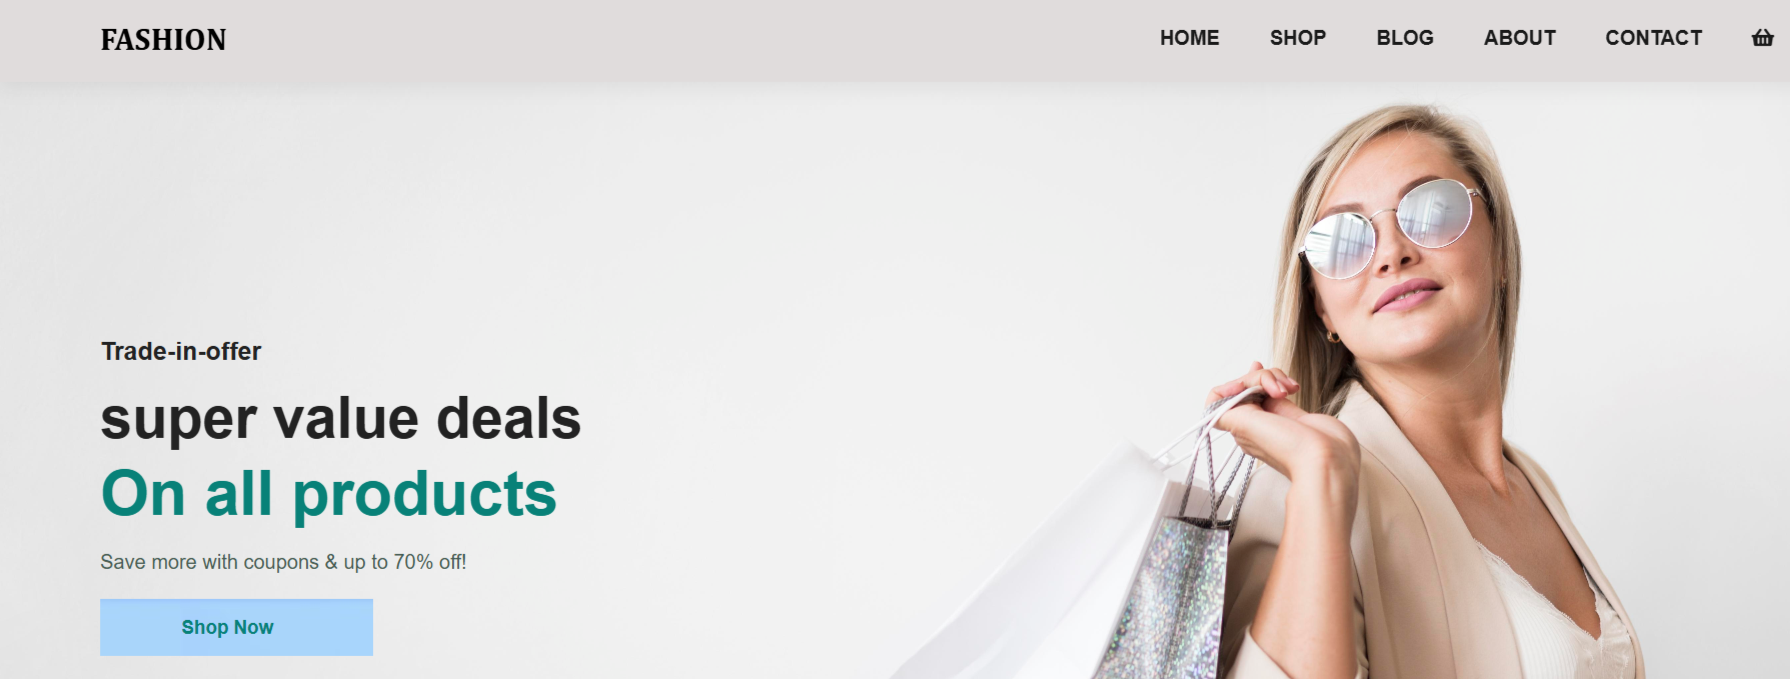 FASHION
HOME SHOP BLOG ABOUT CONTACT
Trade-in-offer
super value deals
On all products
Save more with coupons & up to 70% off!
Shop Now